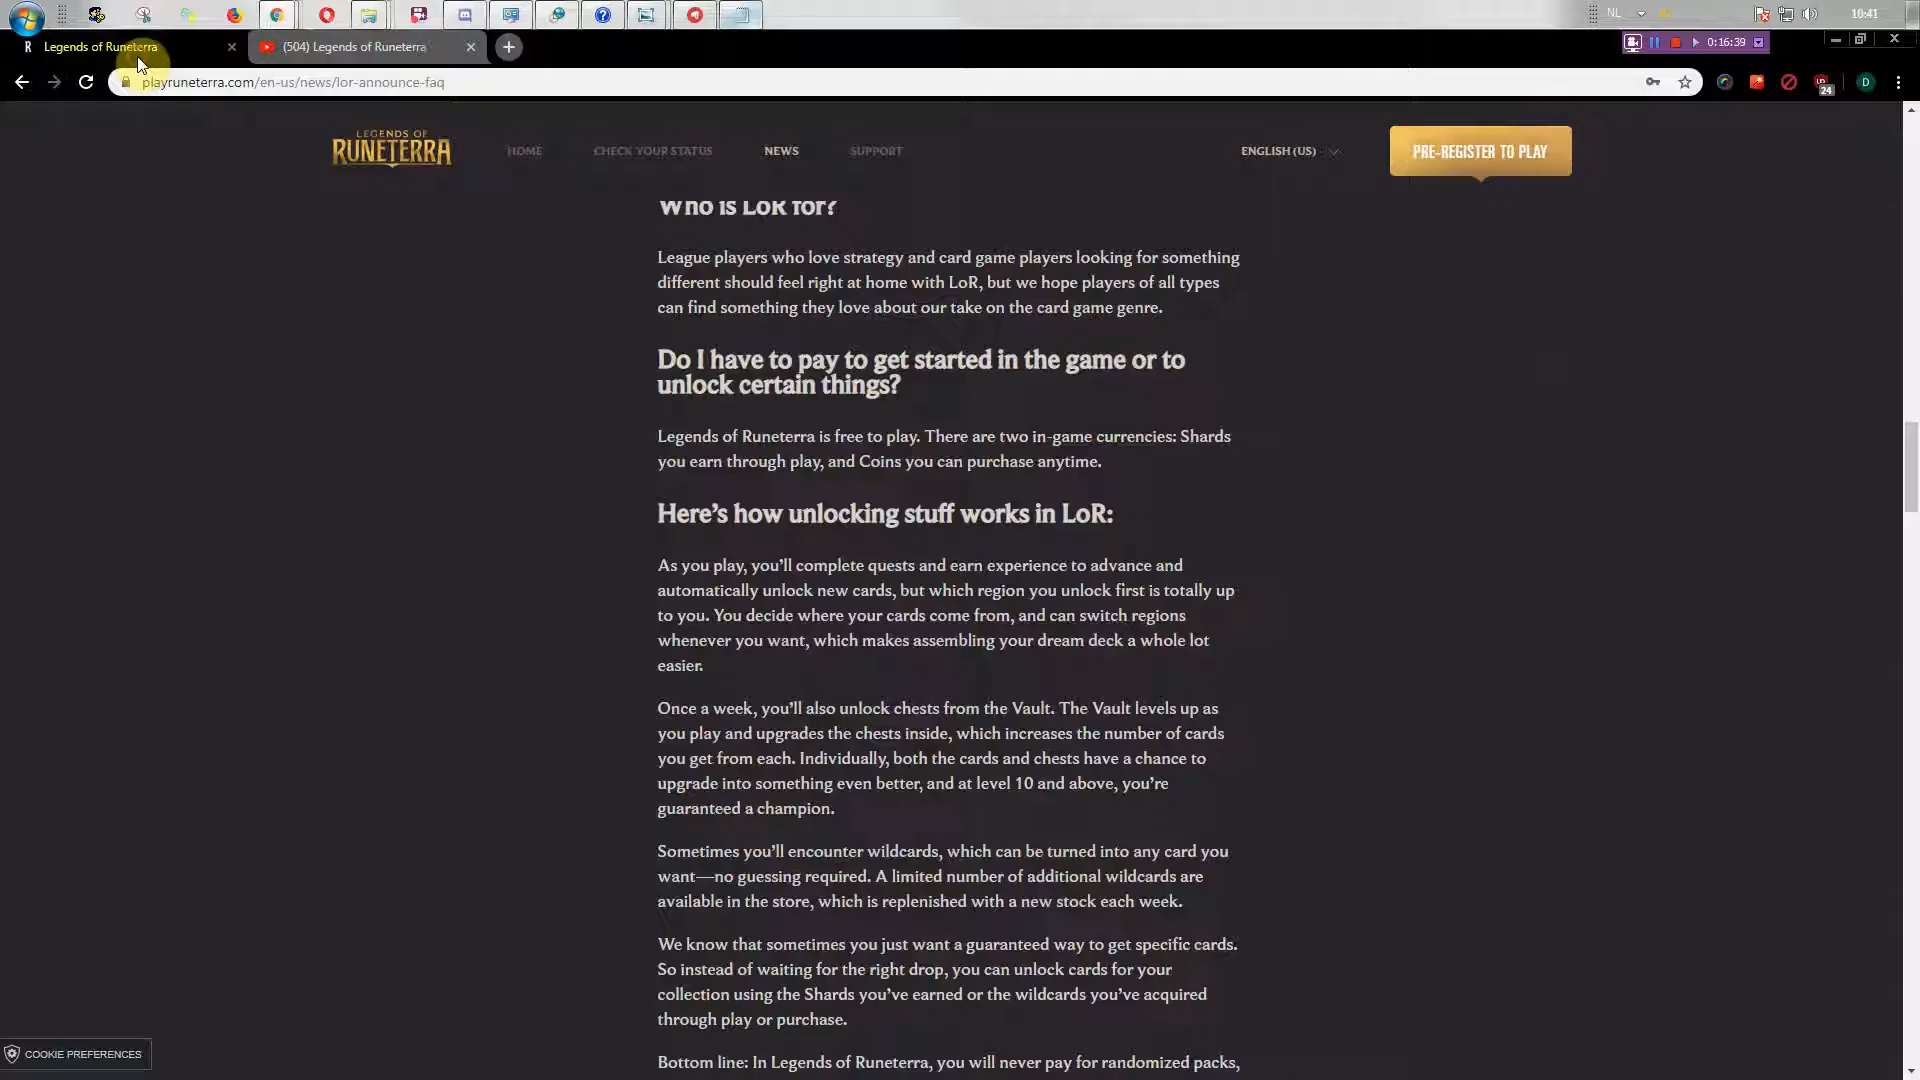 NL
10:41
Legends of Runeterra
(504) Legends of Runeterra
0:16:39
playruneterra.com/en-us/news/lor-announce-faq
24
D
LEGENDS OF
RUNETERRA
HOME
CHECK YOUR STATUS
NEWS
SUPPORT
ENGLISH (US)
PRE-REGISTER TO PLAY
Who is LoR for?
League players who love strategy and card game players looking for something
different should feel right at home with LoR, but we hope players of all types
can find something they love about our take on the card game genre.
Do I have to pay to get started in the game or to
unlock certain things?
Legends of Runeterra is free to play. There are two in-game currencies: Shards
you earn through play, and Coins you can purchase anytime.
Here’s how unlocking stuff works in LoR:
As you play, you’ll complete quests and earn experience to advance and
automatically unlock new cards, but which region you unlock first is totally up
to you. You decide where your cards come from, and can switch regions
whenever you want, which makes assembling your dream deck a whole lot
easier.
Once a week, you’ll also unlock chests from the Vault. The Vault levels up as
you play and upgrades the chests inside, which increases the number of cards
you get from each. Individually, both the cards and chests have a chance to
upgrade into something even better, and at level 10 and above, you’re
guaranteed a champion.
Sometimes you’ll encounter wildcards, which can be turned into any card you
want—no guessing required. A limited number of additional wildcards are
available in the store, which is replenished with a new stock each week.
We know that sometimes you just want a guaranteed way to get specific cards.
So instead of waiting for the right drop, you can unlock cards for your
collection using the Shards you’ve earned or the wildcards you’ve acquired
through play or purchase.
Bottom line: In Legends of Runeterra, you will never pay for randomized packs,
COOKIE PREFERENCES